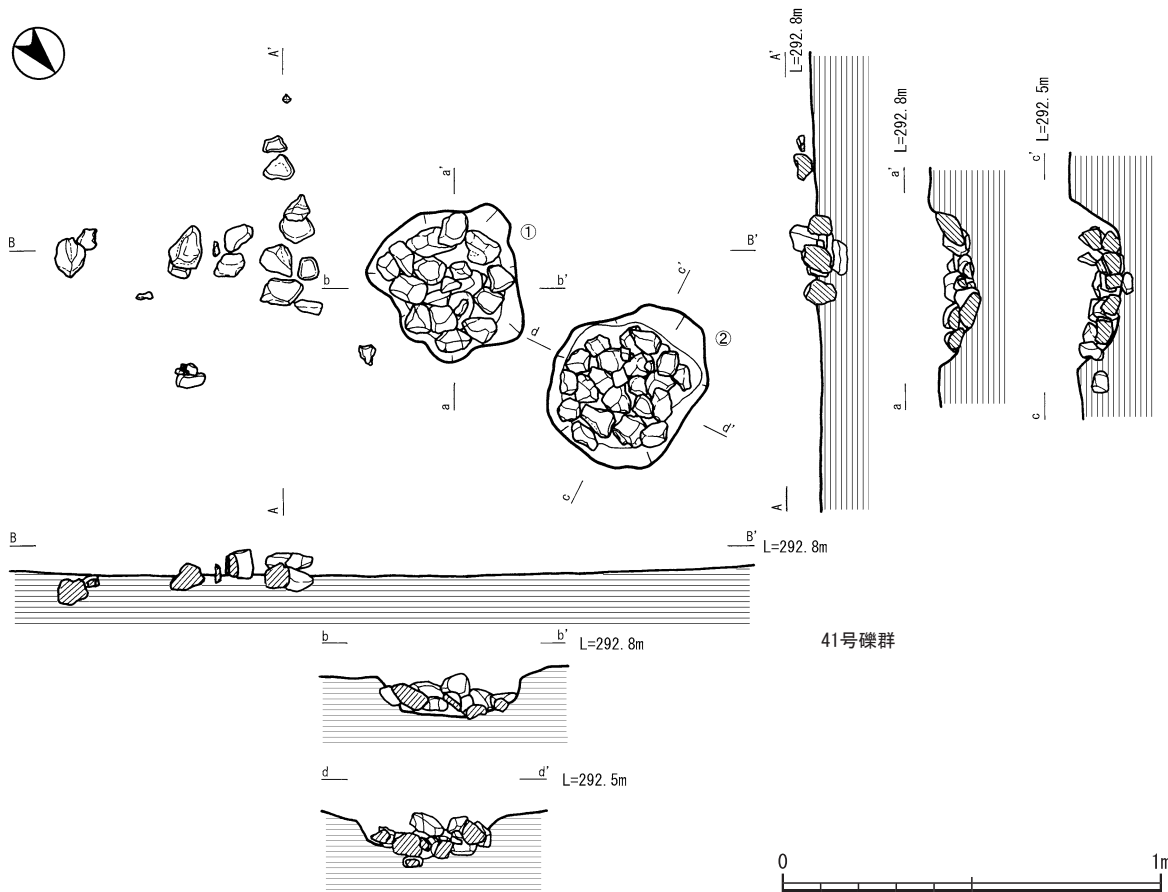 A'
A'
L=292.8m
L=292.8m
L=292.5m
c'
a'
a'
①
B
B'
c'
b
b'
d
②
a
a
c
d'
c
A
A
B
B'
L=292.8m
b
b'
L=292.8m
41号礫群
d
d'
L=292.5m
0
1m